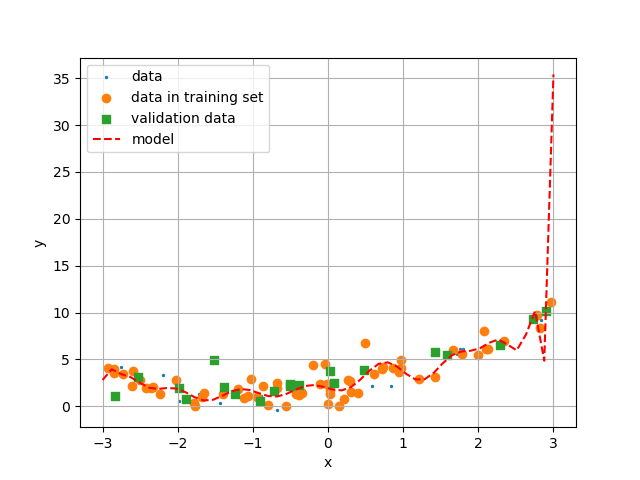 35
30
25
20
15
10
5
0
y
−3
−2
−1
0
1
2
3
x
data
data in training set
validation data
model